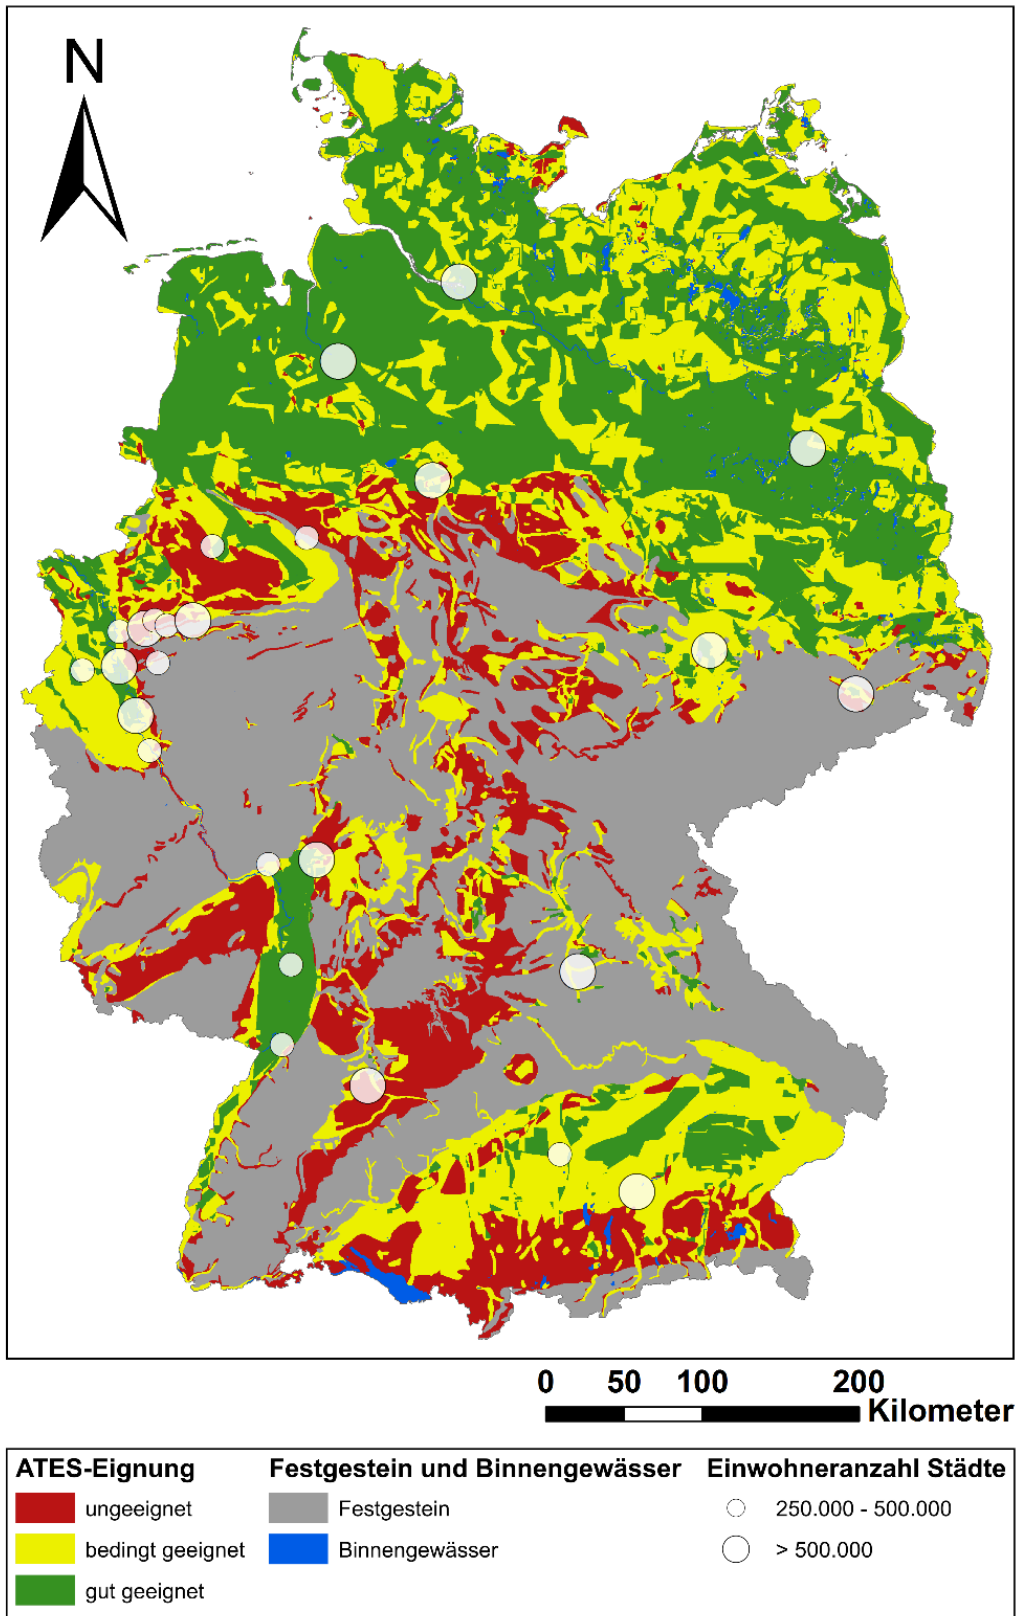 N
0 50 100 200
Kilometer
ATES-Eignung Festgestein und Binnengewässer Einwohneranzahl Städte
ungeeignet Festgestein 250.000 - 500.000
bedingt geeignet Binnengewässer > 500.000
gut geeignet